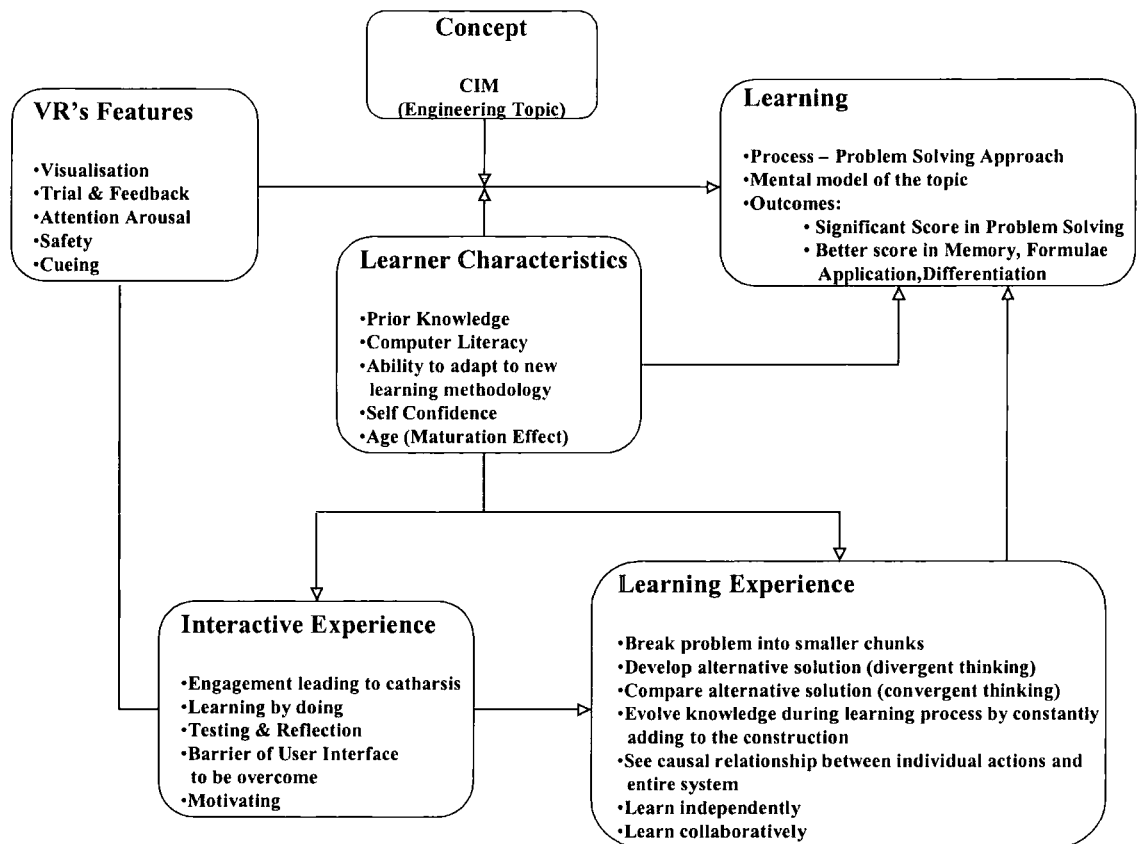 Concept
CIM
(Engineering Topic)
VR's Features
•Visualisation
•Trial & Feedback
•Attention Arousal
•Safety
•Cueing
Learning
•Process – Problem Solving Approach
•Mental model of the topic
•Outcomes:
• Significant Score in Problem Solving
• Better score in Memory, Formulae
Application,Differentiation
Learner Characteristics
•Prior Knowledge
•Computer Literacy
•Ability to adapt to new
learning methodology
•Self Confidence
•Age (Maturation Effect)
Interactive Experience
•Engagement leading to catharsis
•Learning by doing
•Testing & Reflection
•Barrier of User Interface
to be overcome
•Motivating
Learning Experience
•Break problem into smaller chunks
•Develop alternative solution (divergent thinking)
•Compare alternative solution (convergent thinking)
•Evolve knowledge during learning process by constantly
adding to the construction
•See causal relationship between individual actions and
entire system
•Learn independently
•Learn collaboratively